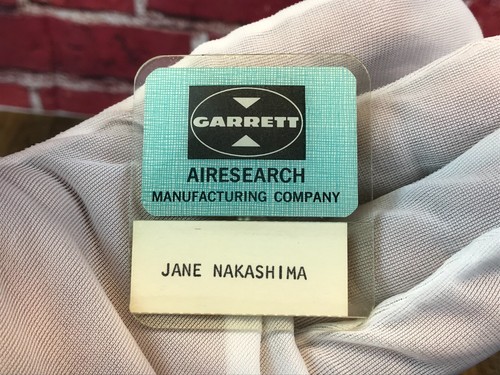 GARRETT
AIRESEARCH
MANUFACTURING COMPANY
JANE NAKASHIMA